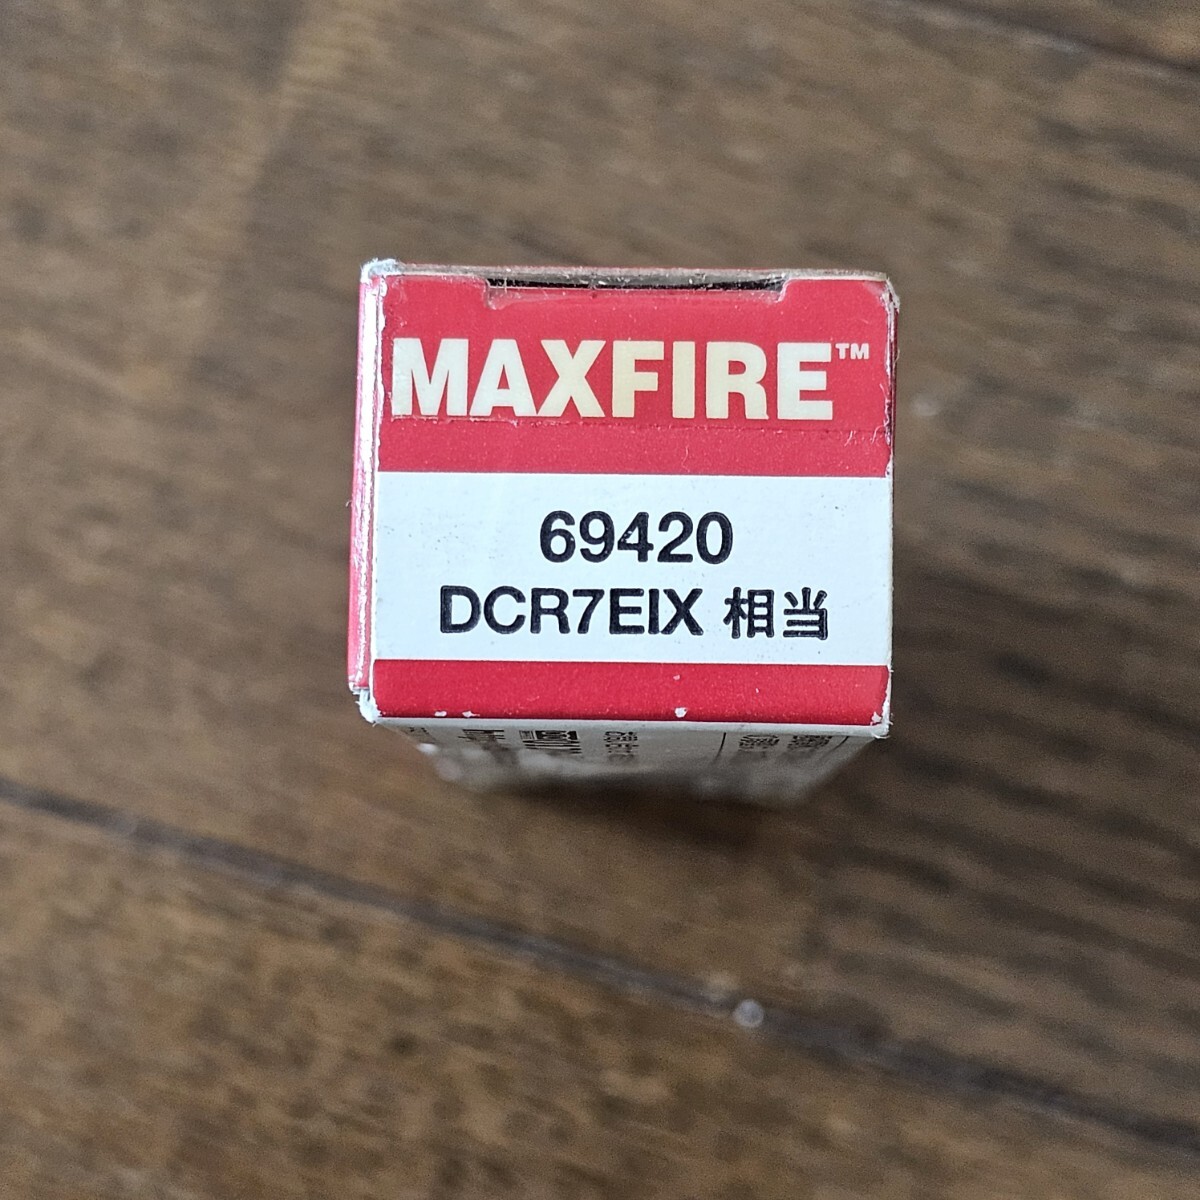 MAXFIRE™
69420
DCR7EIX 相当